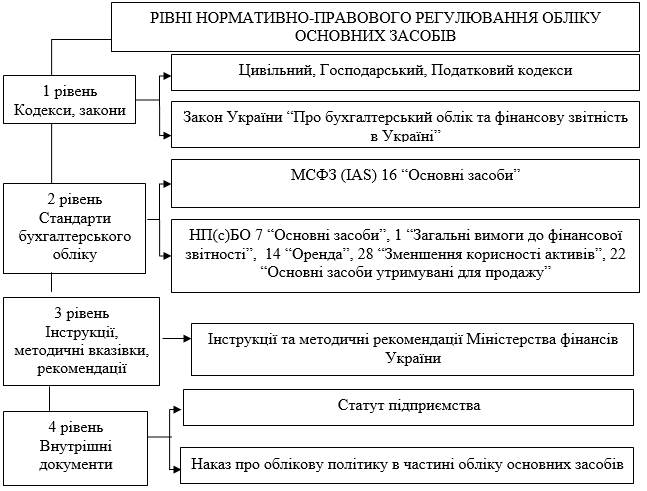 РІВНІ НОРМАТИВНО-ПРАВОВОГО РЕГУЛЮВАННЯ ОБЛІКУ
ОСНОВНИХ ЗАСОБІВ
1 рівень
Кодекси, закони
Цивільний, Господарський, Податковий кодекси
Закон України “Про бухгалтерський облік та фінансову звітність
в Україні”
2 рівень
Стандарти
бухгалтерського
обліку
МСФЗ (IAS) 16 “Основні засоби”
НП(с)БО 7 “Основні засоби”, 1 “Загальні вимоги до фінансової
звітності”, 14 “Оренда”, 28 “Зменшення корисності активів”, 22
“Основні засоби утримувані для продажу”
3 рівень
Інструкції,
методичні вказівки,
рекомендації
Інструкції та методичні рекомендації Міністерства фінансів
України
4 рівень
Внутрішні
документи
Статут підприємства
Наказ про облікову політику в частині обліку основних засобів